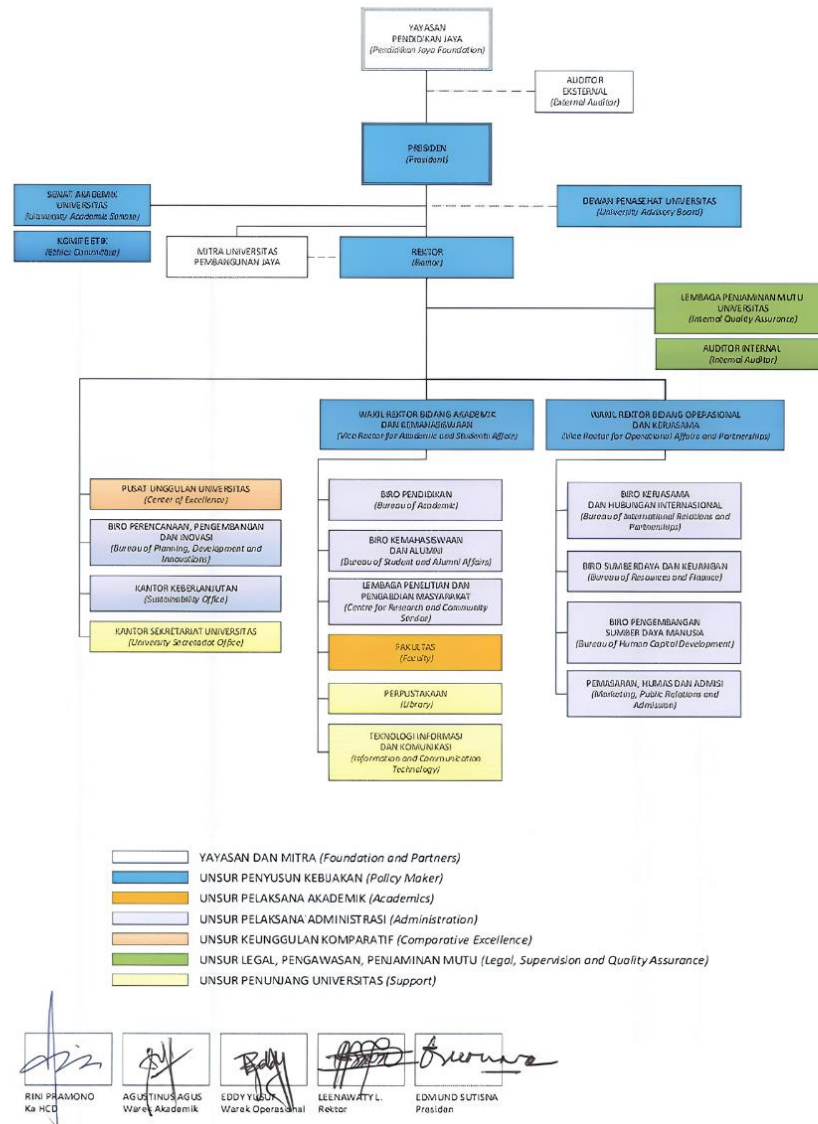 YAYASAN
PENDIDIKAN JAYA
(Pendidikan Jaya Foundation)
AUDITOR
EKSTERNAL
(External Auditor)
PRESIDEN
(President)
SENAT AKADEMIK
UNIVERSITAS
(University Academic Senate)
KOMITE ETIK
(Ethics Committee)
DEWAN PENASEHAT UNIVERSITAS
(University Advisory Board)
MITRA UNIVERSITAS
PEMBANGUNAN JAYA
REKTOR
(Rector)
LEMBAGA PENJAMINAN MUTU
UNIVERSITAS
(Internal Quality Assurance)
AUDITOR INTERNAL
(Internal Auditor)
WAKIL REKTOR BIDANG AKADEMIK
DAN KEMAHASISWAAN
(Vice Rector for Academic and Students Affair)
WAKIL REKTOR BIDANG OPERASIONAL
DAN KERJASAMA
(Vice Rector for Operational Affairs and Partnerships)
PUSAT UNGGULAN UNIVERSITAS
(Center of Excellence)
BIRO PERENCANAAN, PENGEMBANGAN
DAN INOVASI
(Bureau of Planning, Development and
Innovations)
KANTOR KEBERLANJUTAN
(Sustainability Office)
KANTOR SEKRETARIAT UNIVERSITAS
(University Secretariat Office)
BIRO PENDIDIKAN
(Bureau of Academic)
BIRO KEMAHASISWAAN
DAN ALUMNI
(Bureau of Student and Alumni Affairs)
LEMBAGA PENELITIAN DAN
PENGABDIAN MASYARAKAT
(Centre for Research and Community
Service)
FAKULTAS
(Faculty)
PERPUSTAKAAN
(Library)
TEKNOLOGI INFORMASI
DAN KOMUNIKASI
(Information and Communication
Technology)
BIRO KERJASAMA
DAN HUBUNGAN INTERNASIONAL
(Bureau of International Relations and
Partnerships)
BIRO SUMBERDAYA DAN KEUANGAN
(Bureau of Resources and Finance)
BIRO PENGEMBANGAN
SUMBER DAYA MANUSIA
(Bureau of Human Capital Development)
PEMASARAN, HUMAS DAN ADMISI
(Marketing, Public Relations and
Admission)
YAYASAN DAN MITRA (Foundation and Partners)
UNSUR PENYUSUN KEBIJAKAN (Policy Maker)
UNSUR PELAKSANA AKADEMIK (Academics)
UNSUR PELAKSANA ADMINISTRASI (Administration)
UNSUR KEUNGGULAN KOMPARATIF (Comparative Excellence)
UNSUR LEGAL, PENGAWASAN, PENJAMINAN MUTU (Legal, Supervision and Quality Assurance)
UNSUR PENUNJANG UNIVERSITAS (Support)
RINI PRAMONO
Ka HCD
AGUSTINUS AGUS
Warek Akademik
EDDY YUSUF
Warek Operasional
LEENAWATY L.
Rektor
EDMUND SUTISNA
Presiden